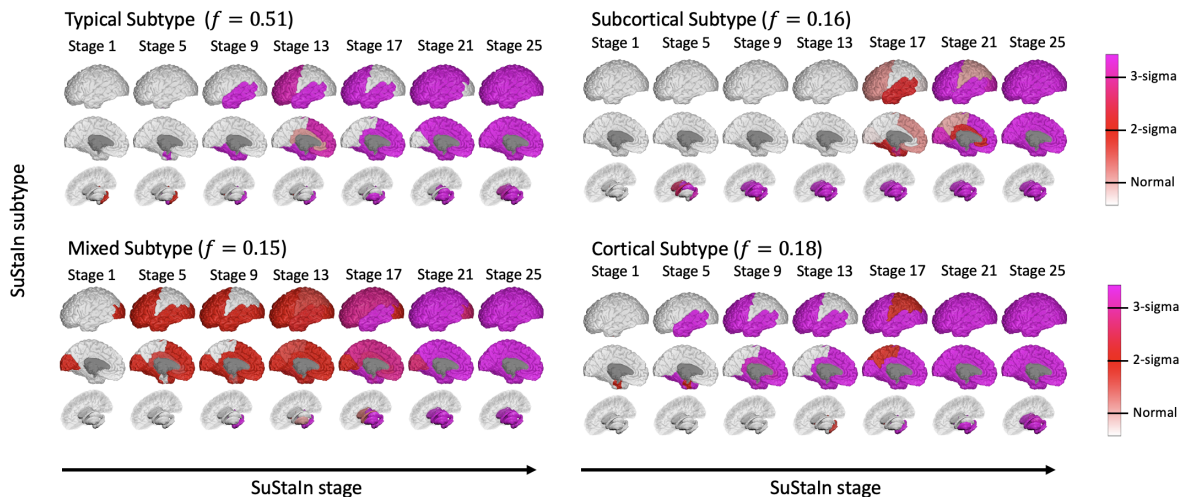 Typical Subtype (f = 0.51)
Stage 1 Stage 5 Stage 9 Stage 13 Stage 17 Stage 21 Stage 25
Subcortical Subtype (f = 0.16)
Stage 1 Stage 5 Stage 9 Stage 13 Stage 17 Stage 21 Stage 25
3-sigma
2-sigma
Normal
SuStaIn subtype
Mixed Subtype (f = 0.15)
Stage 1 Stage 5 Stage 9 Stage 13 Stage 17 Stage 21 Stage 25
Cortical Subtype (f = 0.18)
Stage 1 Stage 5 Stage 9 Stage 13 Stage 17 Stage 21 Stage 25
3-sigma
2-sigma
Normal
SuStaIn stage
SuStaIn stage